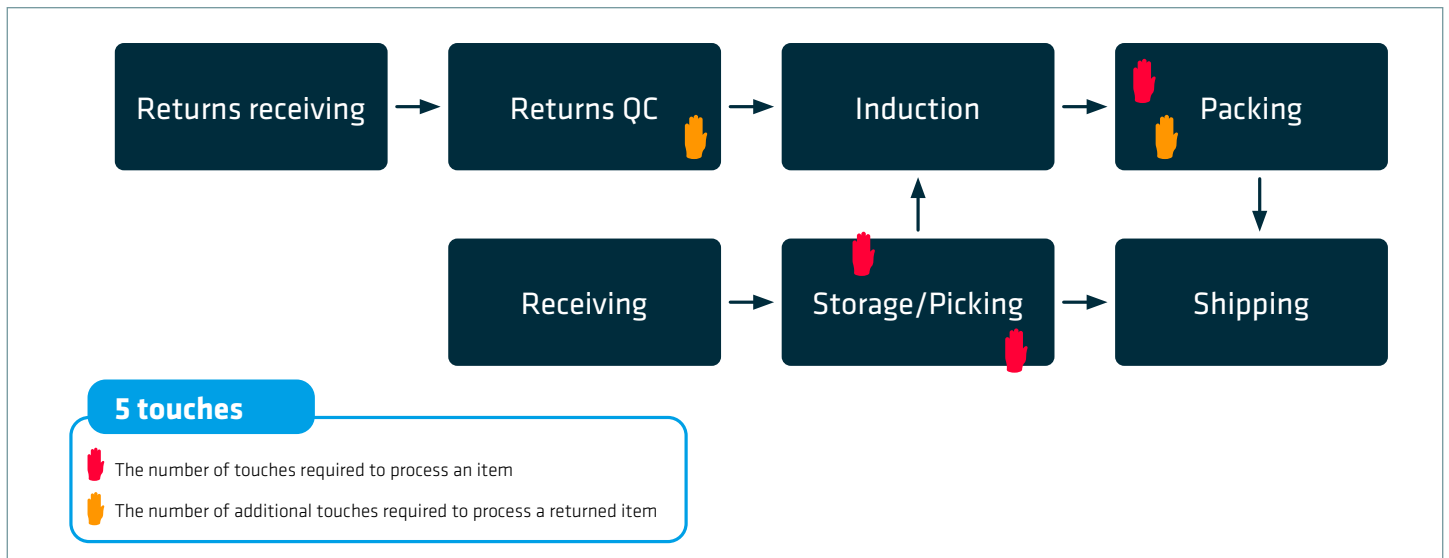 Returns receiving
Returns QC
Induction
Packing
Receiving
Storage/Picking
Shipping
5 touches
The number of touches required to process an item
The number of additional touches required to process a returned item